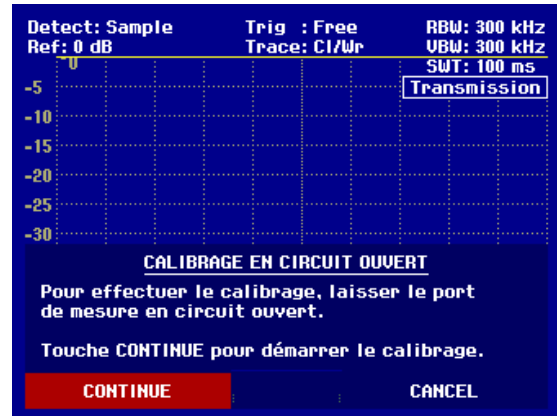 Detect: Sample Trig : Free RBW: 300 kHz
Ref: 0 dB Trace: Cl/Wr VBW: 300 kHz
0 SWT: 100 ms
-5 Transmission
-10
-15
-20
-25
-30
CALIBRAGE EN CIRCUIT OUVERT
Pour effectuer le calibrage, laisser le port
de mesure en circuit ouvert.
Touche CONTINUE pour démarrer le calibrage.
CONTINUE CANCEL